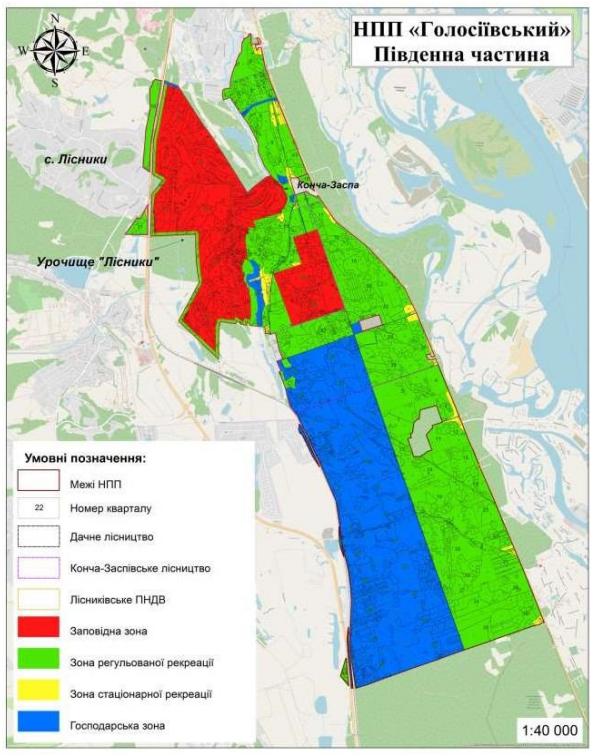 НПП «Голосіївський»
Південна частина
N
W
E
S
с. Лісники
Конча-Заспа
Урочище "Лісники"
Умовні позначення:
Межі НПП
22
Номер кварталу
Дачне лісництво
Конча-Заспівське лісництво
Лісниківське ПНДВ
Заповідна зона
Зона регульованої рекреації
Зона стаціонарної рекреації
Господарська зона
1:40 000